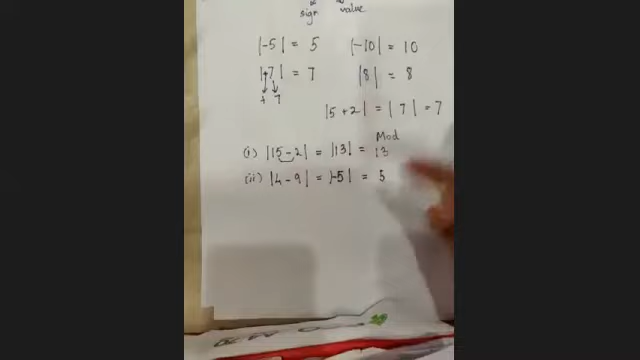 sign value
|-5| = 5 |-10| = 10
|+7| = 7 |8| = 8
+ 7
|5+2| = |7| = 7
Mod
(i) |15-2| = |13| = 13
(ii) |4-9| = |-5| = 5